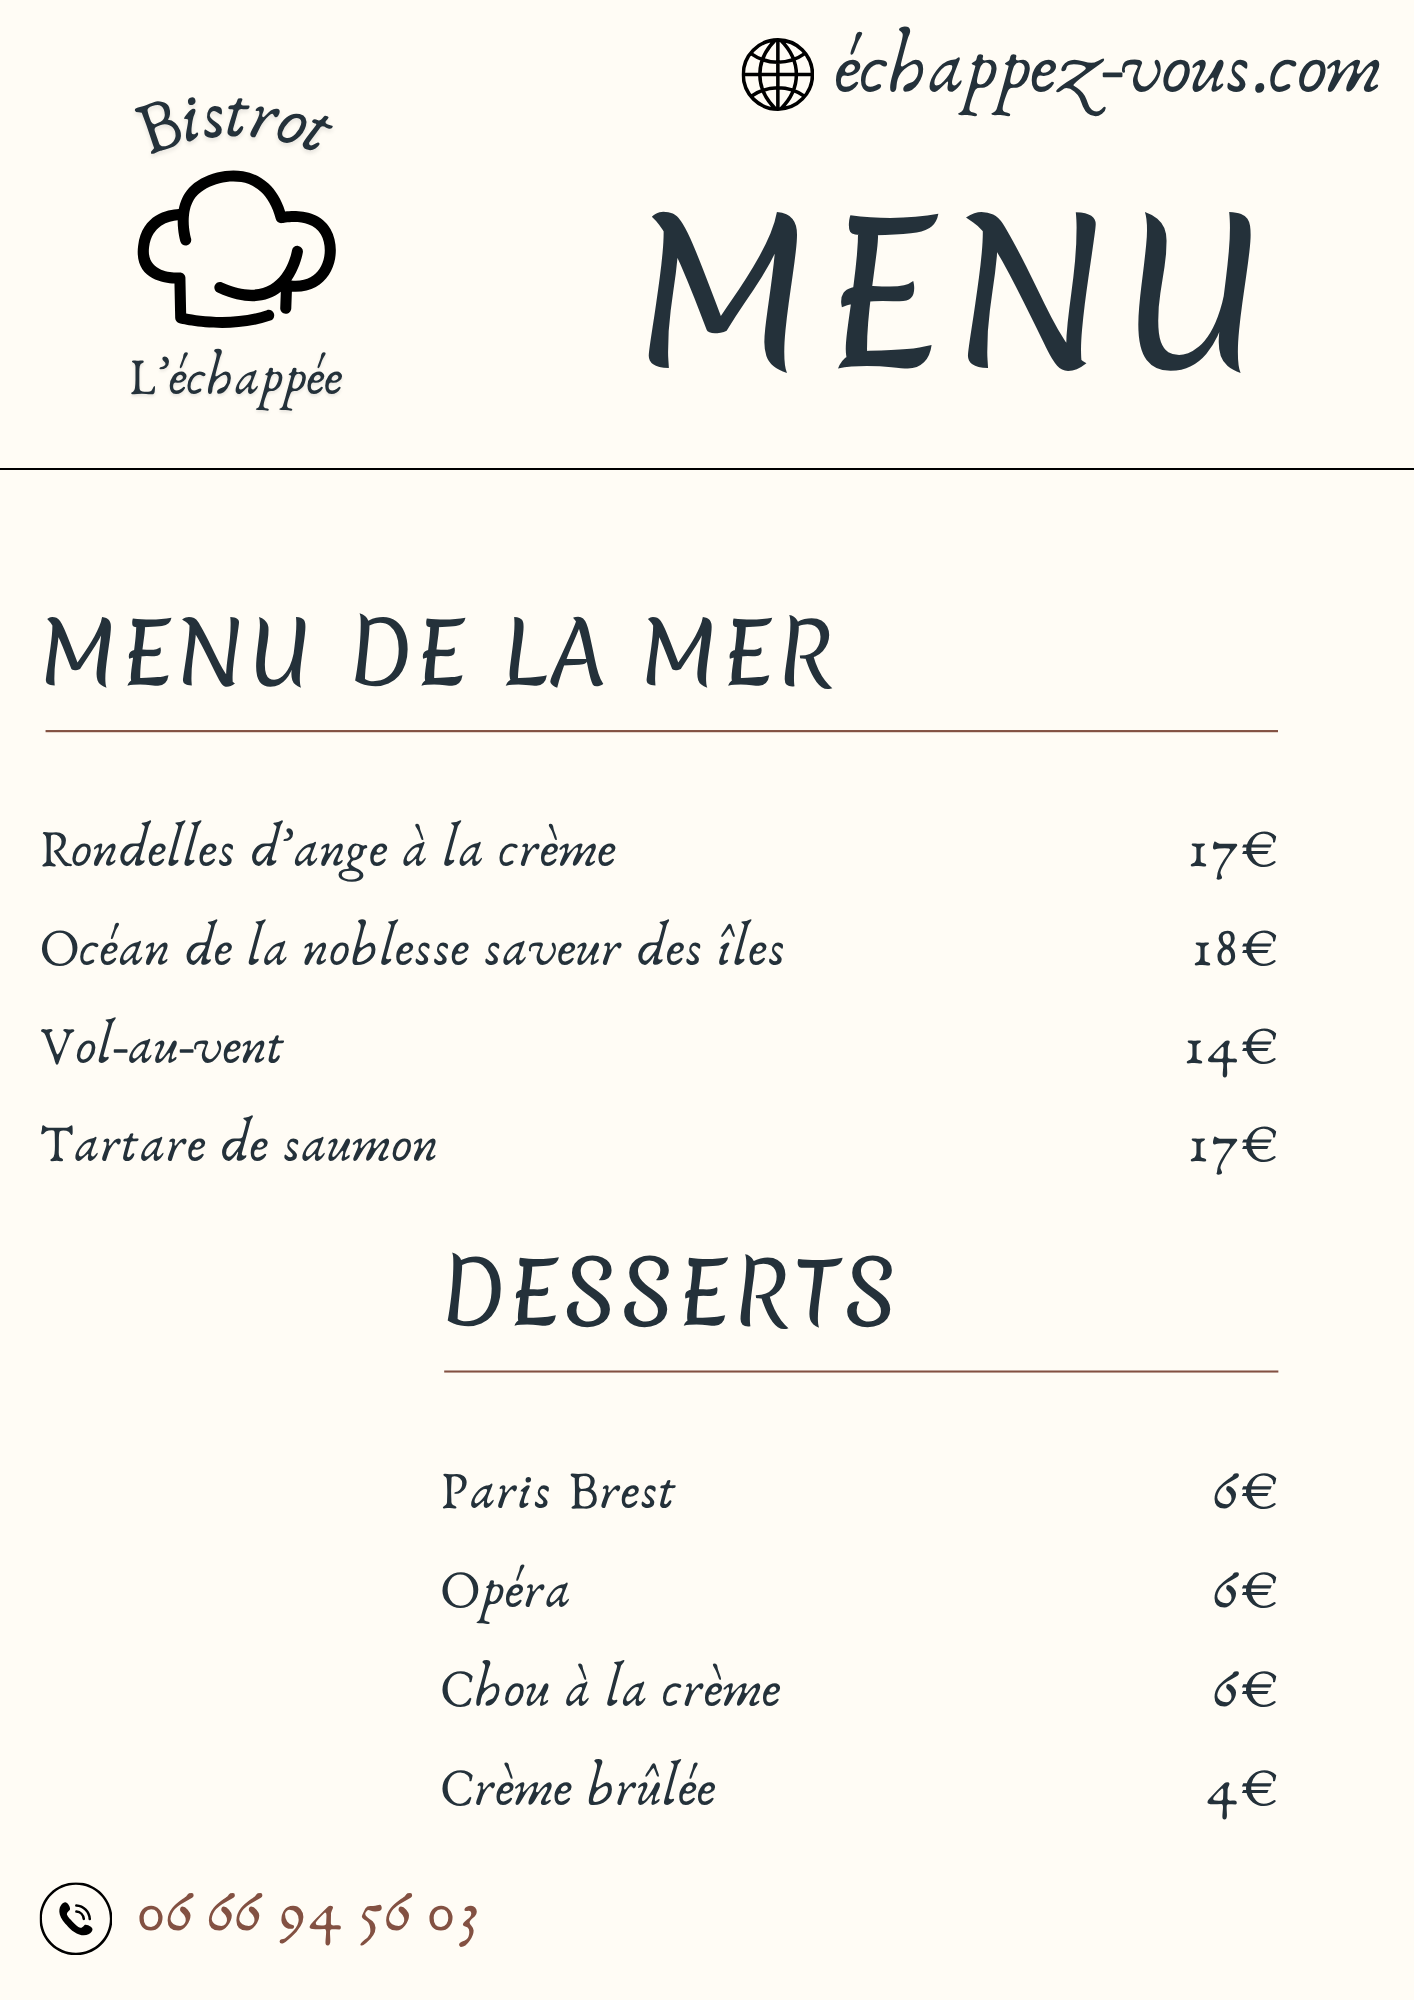 échappez-vous.com
Bistrot
L'échappée
MENU
MENU DE LA MER
Rondelles d'ange à la crème 17€
Océan de la noblesse saveur des îles 18€
Vol-au-vent 14€
Tartare de saumon 17€
DESSERTS
Paris Brest 6€
Opéra 6€
Chou à la crème 6€
Crème brûlée 4€
06 66 94 56 03